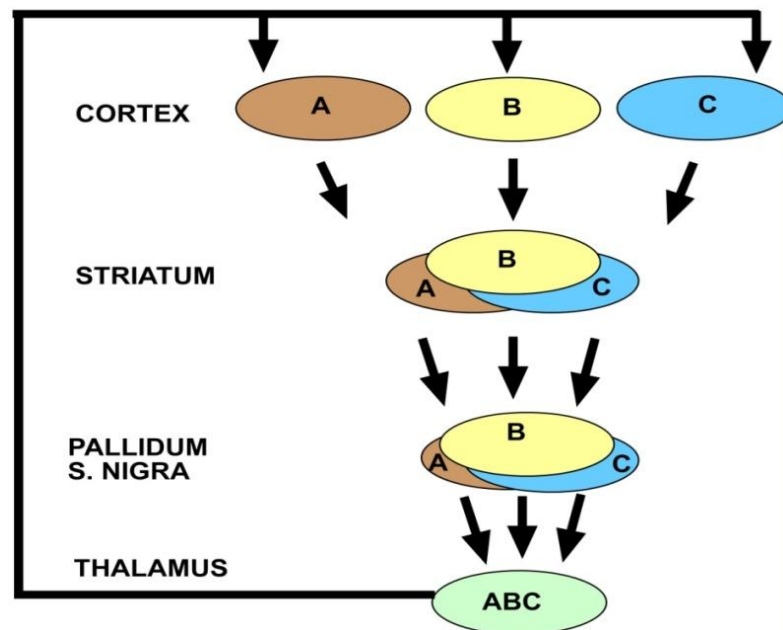 A B C
CORTEX
B
STRIATUM
A C
PALLIDUM
S. NIGRA
B
A C
THALAMUS
ABC